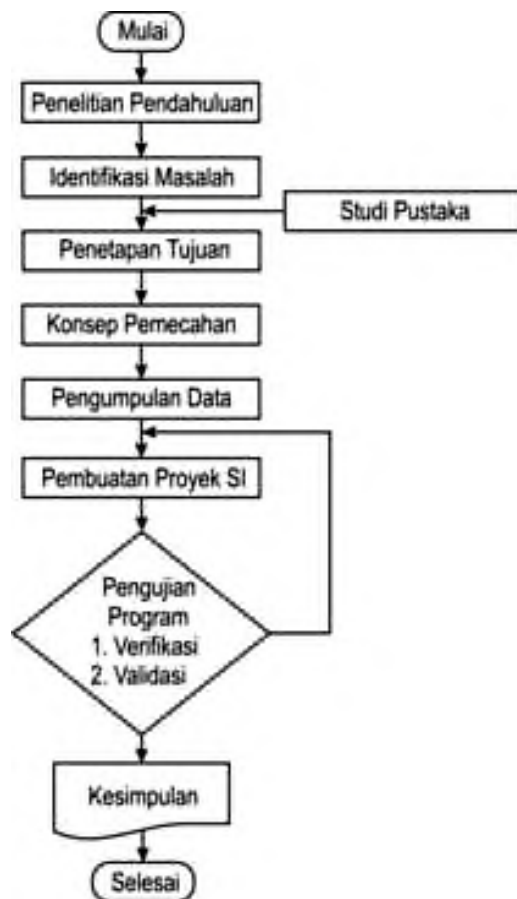 Mulai
Penelitian Pendahuluan
Identifikasi Masalah
Studi Pustaka
Penetapan Tujuan
Konsep Pemecahan
Pengumpulan Data
Pembuatan Proyek SI
Pengujian
Program
1. Verifikasi
2. Validasi
Kesimpulan
Selesai